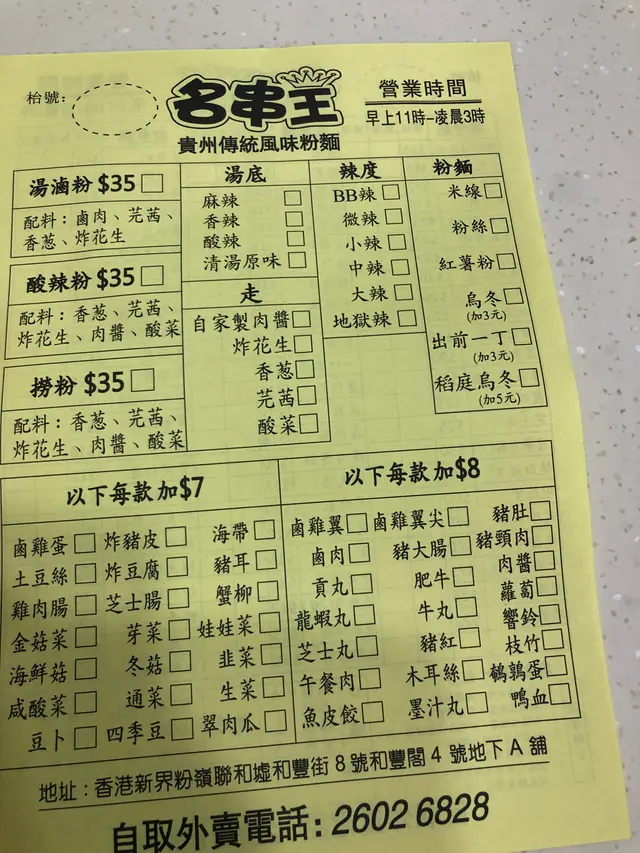 枱號：
名串王
貴州傳統風味粉麵
營業時間
早上11時-凌晨3時
湯滷粉 $35
配料：鹵肉、芫茜、
香葱、炸花生
酸辣粉 $35
配料：香葱、芫茜、
炸花生、肉醬、酸菜
撈粉 $35
配料：香葱、芫茜、
炸花生、肉醬、酸菜
湯底
麻辣
香辣
酸辣
清湯原味
走
自家製肉醬
炸花生
香葱
芫茜
酸菜
辣度
BB辣
微辣
小辣
中辣
大辣
地獄辣
粉麵
米線
粉絲
紅薯粉
烏冬
(加3元)
出前一丁
(加3元)
稻庭烏冬
(加5元)
以下每款加$7
鹵雞蛋 炸豬皮 海帶
土豆絲 炸豆腐 豬耳
雞肉腸 芝士腸 蟹柳
金菇菜 芽菜 娃娃菜
海鮮菇 冬菇 韭菜
咸酸菜 通菜 生菜
豆卜 四季豆 翠肉瓜
以下每款加$8
鹵雞翼 鹵雞翼尖 豬肚
鹵肉 豬大腸 豬頸肉
貢丸 肥牛 肉醬
龍蝦丸 牛丸 蘿蔔
芝士丸 豬紅 響鈴
午餐肉 木耳絲 枝竹
魚皮餃 墨汁丸 鵪鶉蛋
鴨血
地址：香港新界粉嶺聯和墟和豐街 8 號和豐閣 4 號地下 A 舖
自取外賣電話：2602 6828